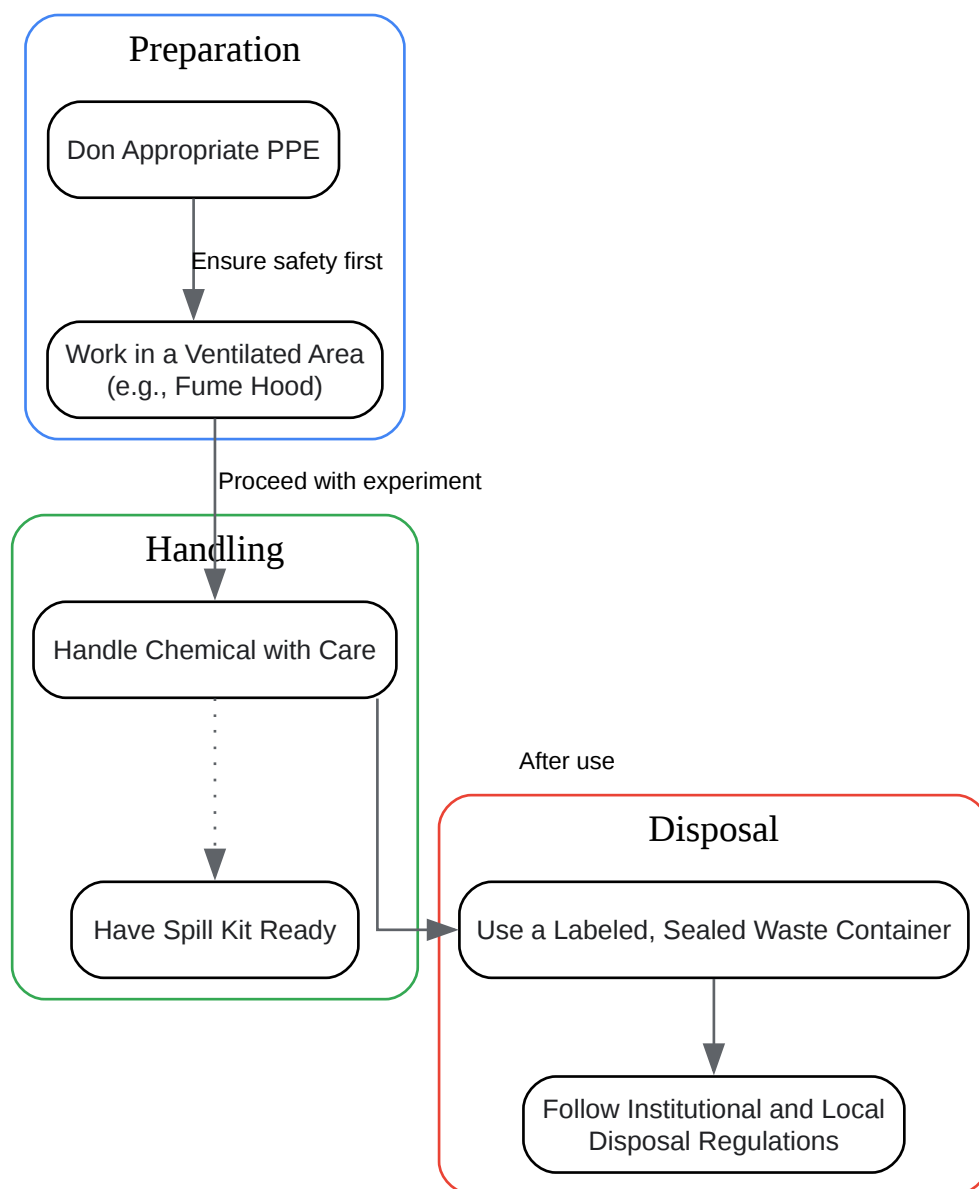 Preparation
Don Appropriate PPE
Ensure safety first
Work in a Ventilated Area
(e.g., Fume Hood)
Proceed with experiment
Handling
Handle Chemical with Care
After use
Disposal
Have Spill Kit Ready
Use a Labeled, Sealed Waste Container
Follow Institutional and Local
Disposal Regulations